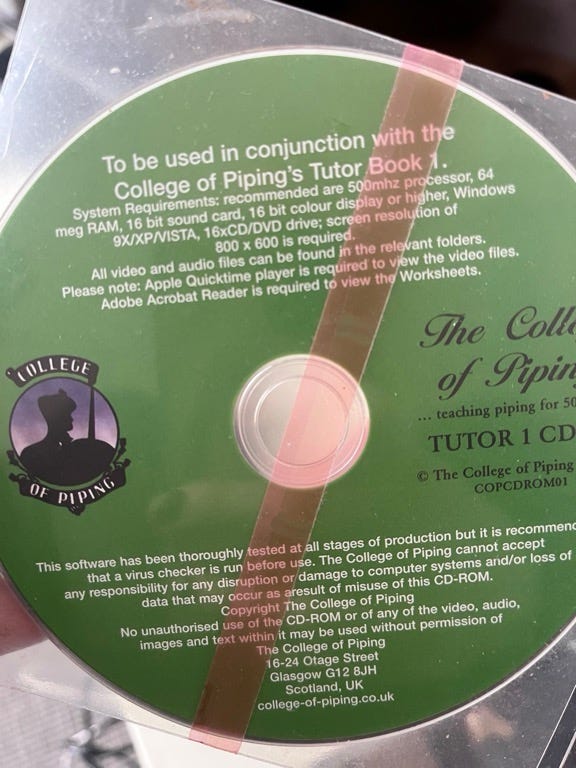 To be used in conjunction with the
College of Piping's Tutor Book 1.
System Requirements: recommended are 500mhz processor, 64
meg RAM, 16 bit sound card, 16 bit colour display or higher, Windows
9X/XP/VISTA, 16xCD/DVD drive; screen resolution of
800 x 600 is required.
All video and audio files can be found in the relevant folders.
Please note: Apple Quicktime player is required to view the video files.
Adobe Acrobat Reader is required to view the Worksheets.
The Colle
of Piping
... teaching piping for 50
TUTOR 1 CD
© The College of Piping
COPCDROM01
COLLEGE
OF PIPING
This software has been thoroughly tested at all stages of production but it is recommen
that a virus checker is run before use. The College of Piping cannot accept
any responsibility for any disruption or damage to computer systems and/or loss of
data that may occur as aresult of misuse of this CD-ROM.
Copyright The College of Piping
No unauthorised use of the CD-ROM or of any of the video, audio,
images and text within it may be used without permission of
The College of Piping
16-24 Otage Street
Glasgow G12 8JH
Scotland, UK
college-of-piping.co.uk